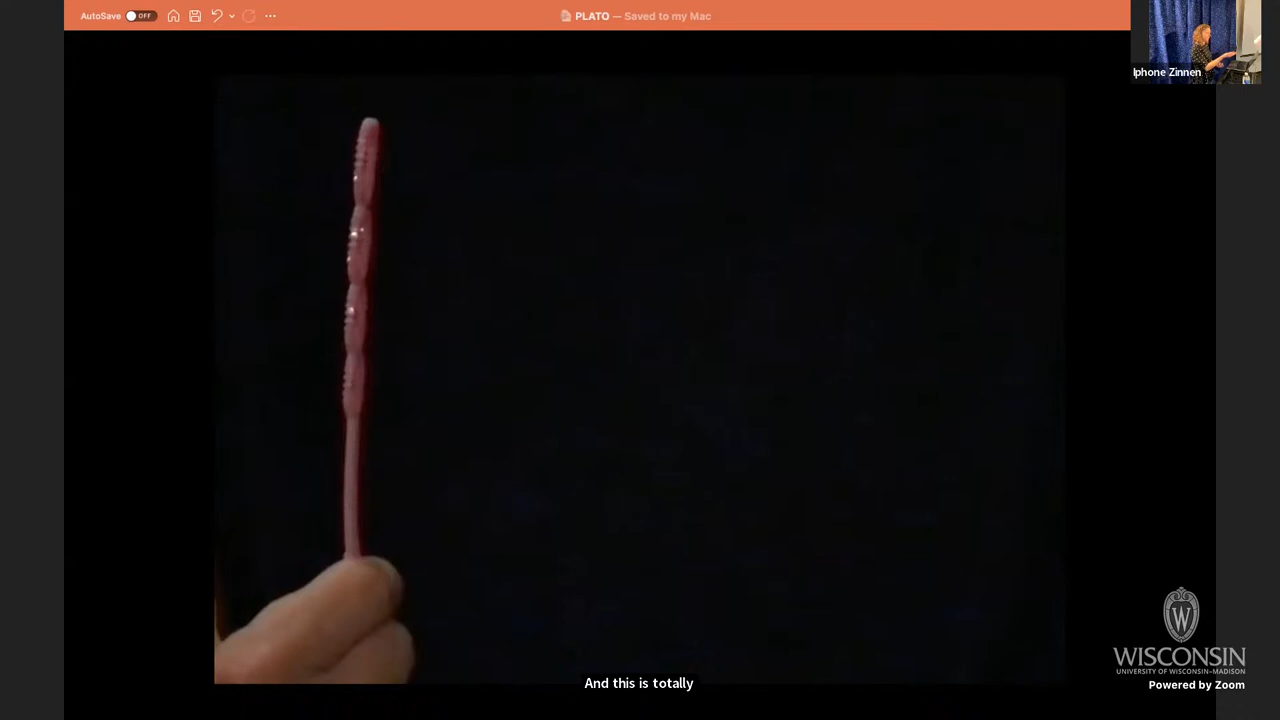 AutoSave OFF
PLATO — Saved to my Mac
Iphone Zinnen
And this is totally
W
WISCONSIN
UNIVERSITY OF WISCONSIN–MADISON
Powered by Zoom